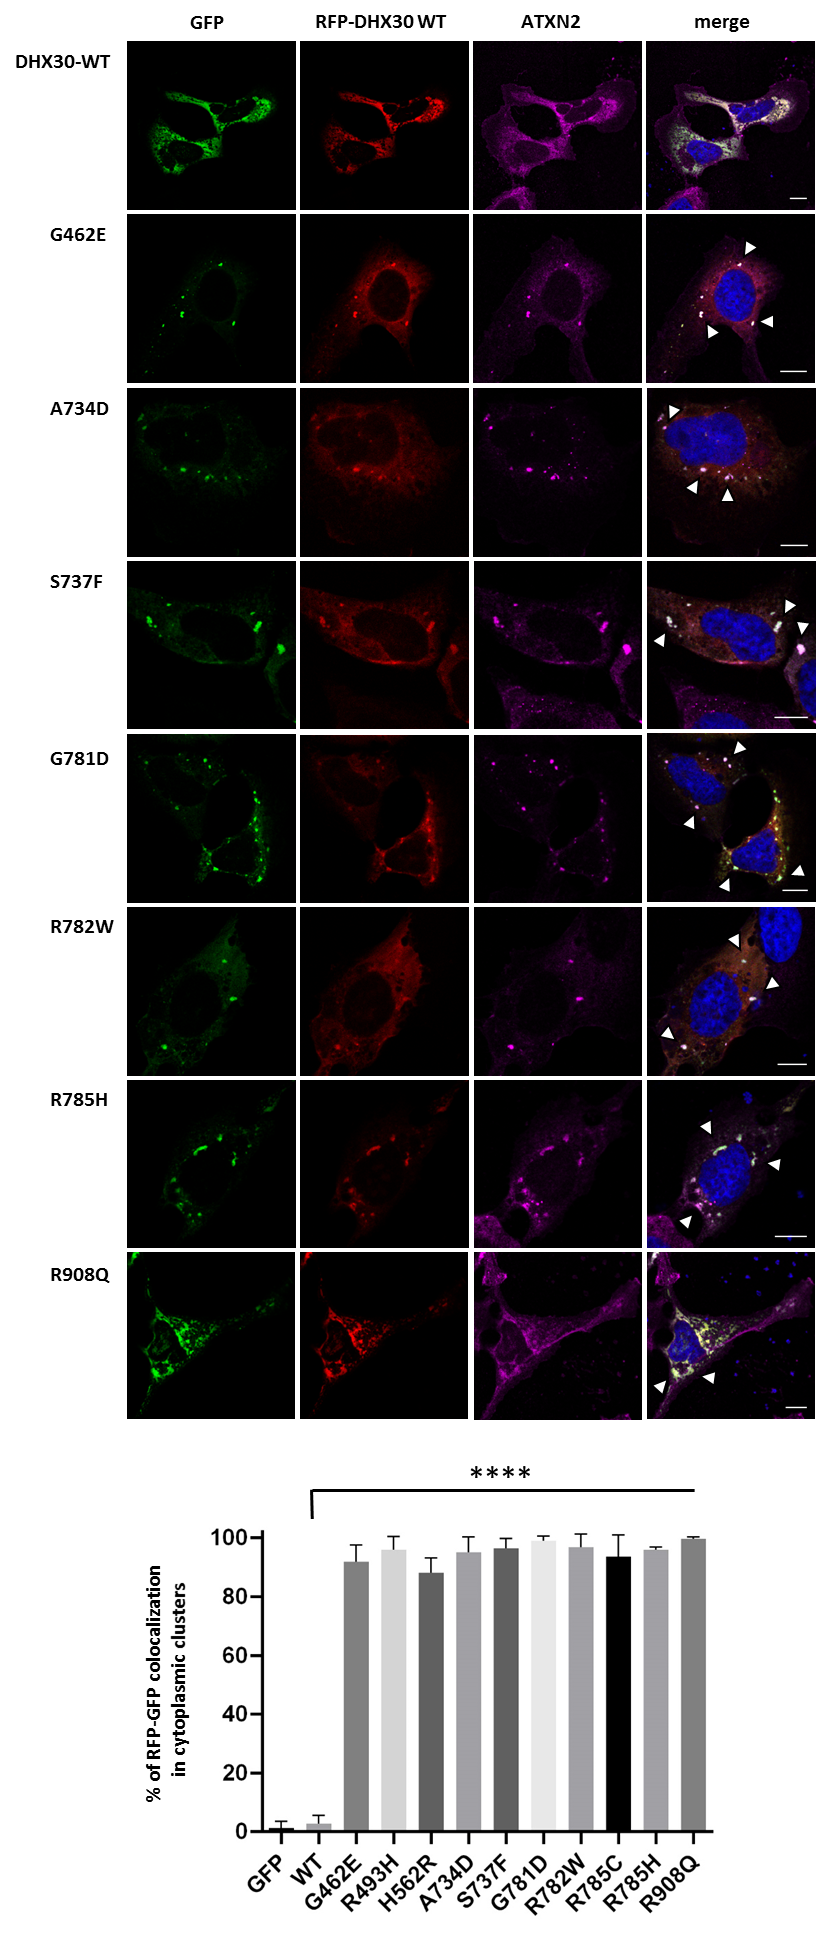 GFP RFP-DHX30 WT ATXN2 merge
DHX30-WT
G462E
A734D
S737F
G781D
R782W
R785H
R908Q
****
% of RFP-GFP colocalization
in cytoplasmic clusters
100
80
60
40
20
0
GFP WT G462E R493H H562R A734D S737F G781D R782W R785C R785H R908Q